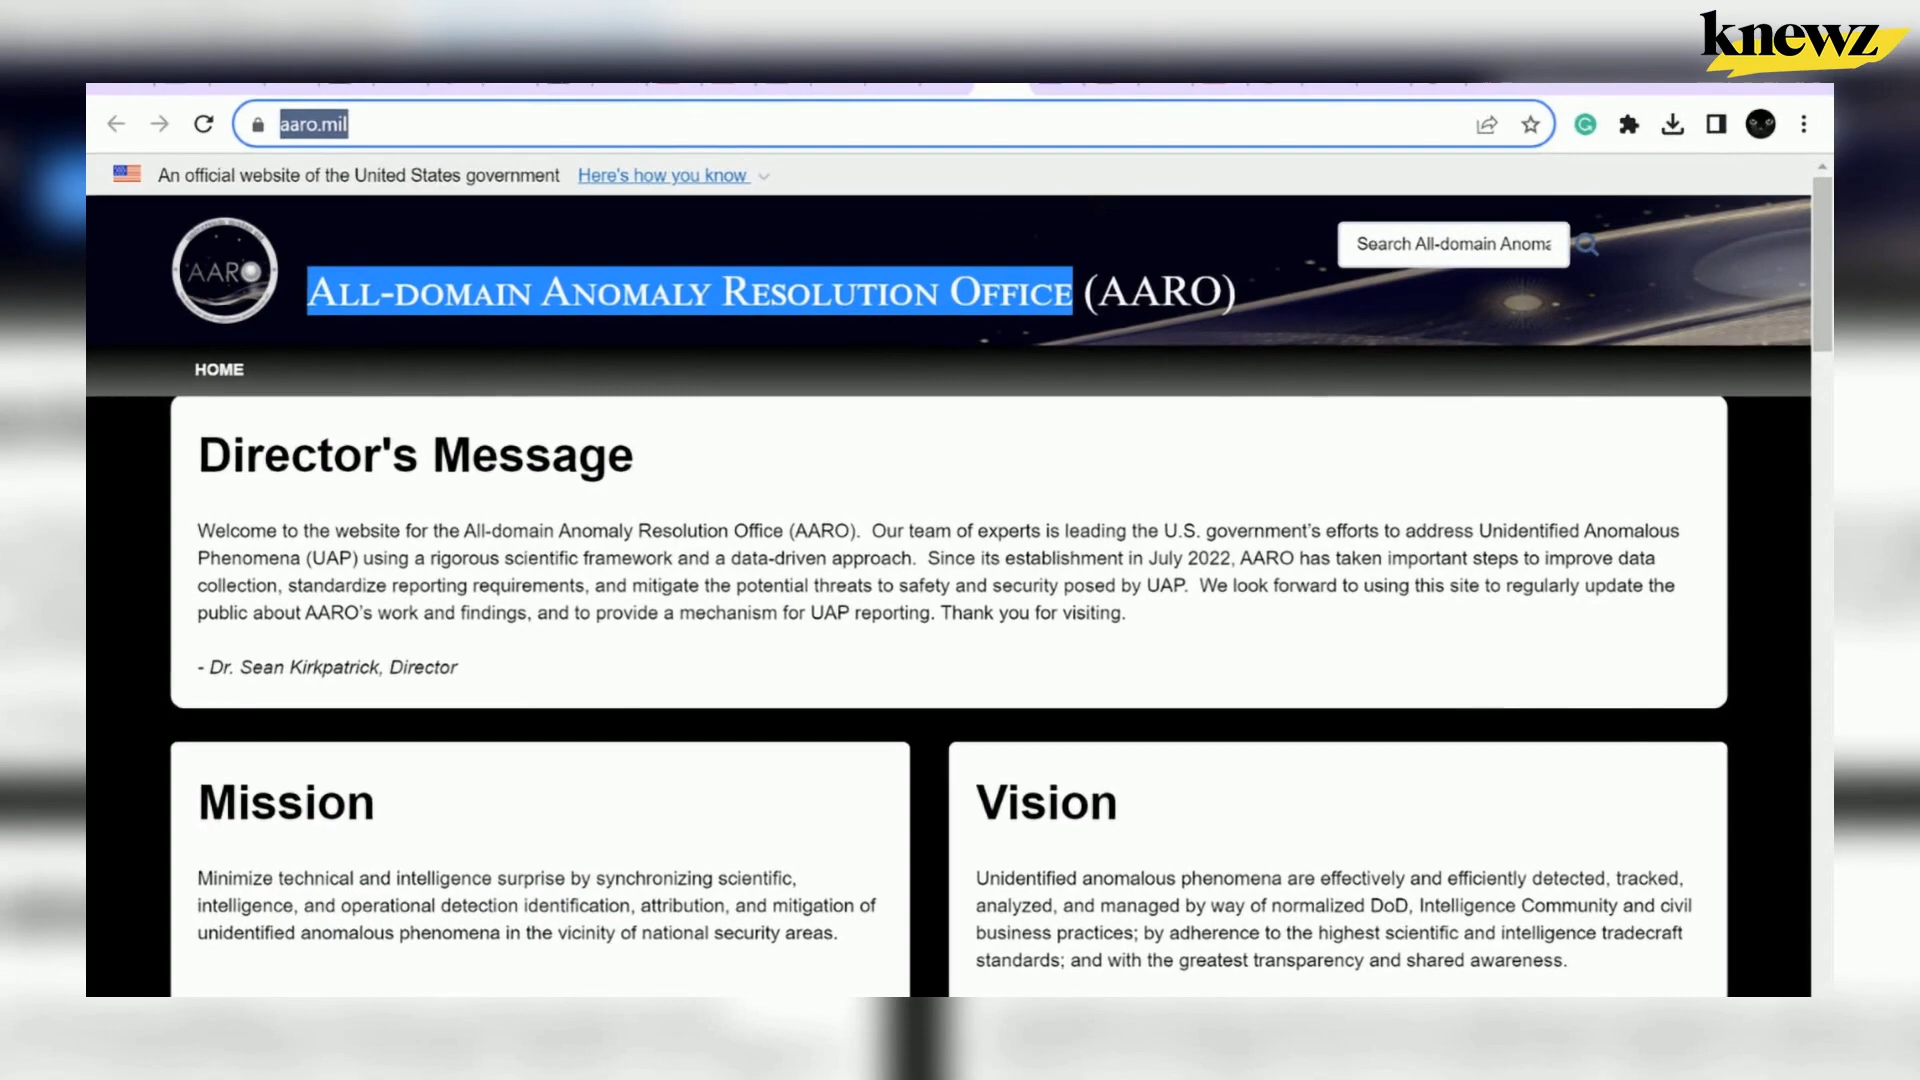 knewz
aaro.mil
An official website of the United States government Here's how you know
AARO
ALL-DOMAIN ANOMALY RESOLUTION OFFICE (AARO)
Search All-domain Anoma
HOME
Director's Message
Welcome to the website for the All-domain Anomaly Resolution Office (AARO). Our team of experts is leading the U.S. government's efforts to address Unidentified Anomalous
Phenomena (UAP) using a rigorous scientific framework and a data-driven approach. Since its establishment in July 2022, AARO has taken important steps to improve data
collection, standardize reporting requirements, and mitigate the potential threats to safety and security posed by UAP. We look forward to using this site to regularly update the
public about AARO's work and findings, and to provide a mechanism for UAP reporting. Thank you for visiting.
- Dr. Sean Kirkpatrick, Director
Mission
Minimize technical and intelligence surprise by synchronizing scientific,
intelligence, and operational detection identification, attribution, and mitigation of
unidentified anomalous phenomena in the vicinity of national security areas.
Vision
Unidentified anomalous phenomena are effectively and efficiently detected, tracked,
analyzed, and managed by way of normalized DoD, Intelligence Community and civil
business practices; by adherence to the highest scientific and intelligence tradecraft
standards; and with the greatest transparency and shared awareness.